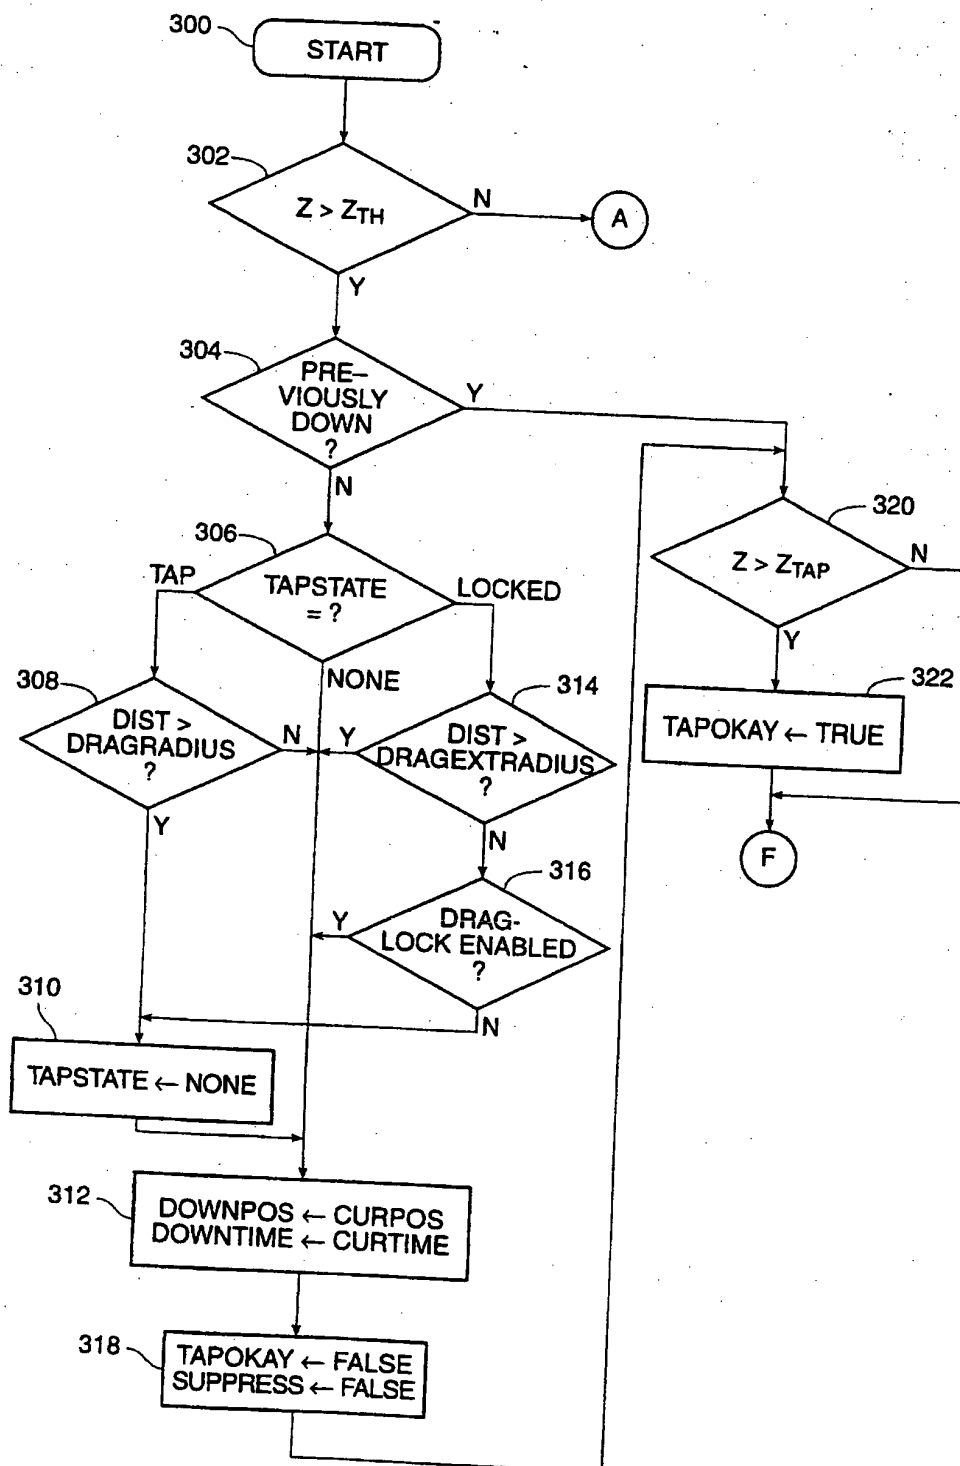 300
START
302
Z > ZTH
N
A
Y
304
PRE-
VIOUSLY
DOWN
?
Y
N
306
TAPSTATE
= ?
TAP
LOCKED
NONE
320
Z > ZTAP
N
Y
322
TAPOKAY ← TRUE
F
308
DIST >
DRAGRADIUS
?
N
Y
314
DIST >
DRAGEXTRADIUS
?
Y
N
316
DRAG-
LOCK ENABLED
?
Y
N
310
TAPSTATE ← NONE
312
DOWNPOS ← CURPOS
DOWNTIME ← CURTIME
318
TAPOKAY ← FALSE
SUPPRESS ← FALSE